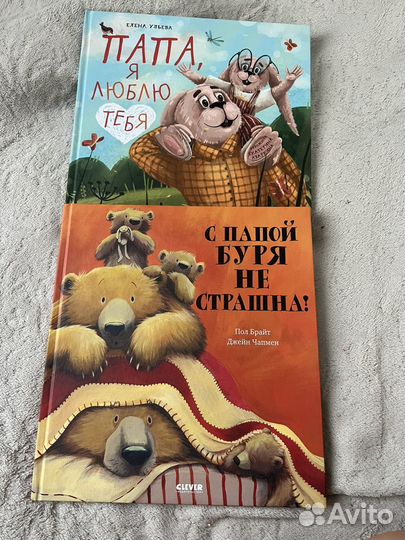 ЕЛЕНА УЛЬЕВА
ПАПА,
Я
ЛЮБЛЮ
ТЕБЯ
С ПАПОЙ
БУРЯ
НЕ
СТРАШНА!
Пол Брайт
Джейн Чапмен
CLEVER
Avito